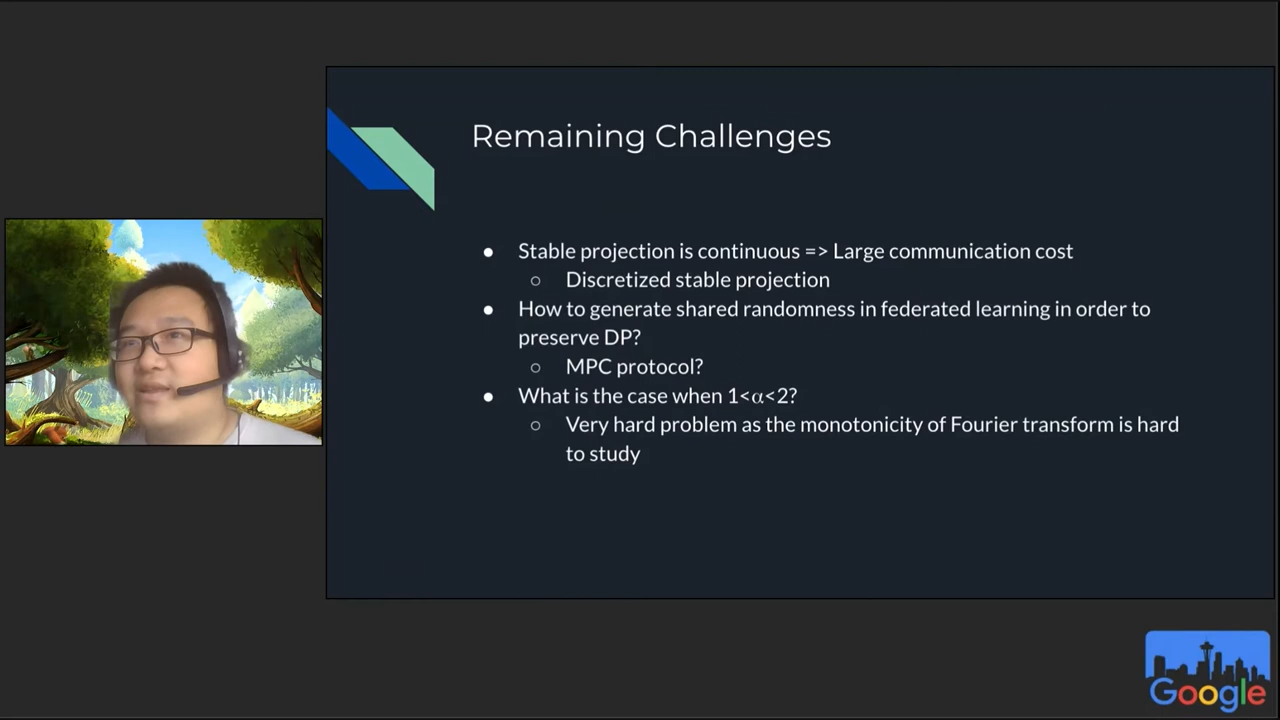 Remaining Challenges
● Stable projection is continuous => Large communication cost
○ Discretized stable projection
● How to generate shared randomness in federated learning in order to
preserve DP?
○ MPC protocol?
● What is the case when 1<α<2?
○ Very hard problem as the monotonicity of Fourier transform is hard
to study
Google